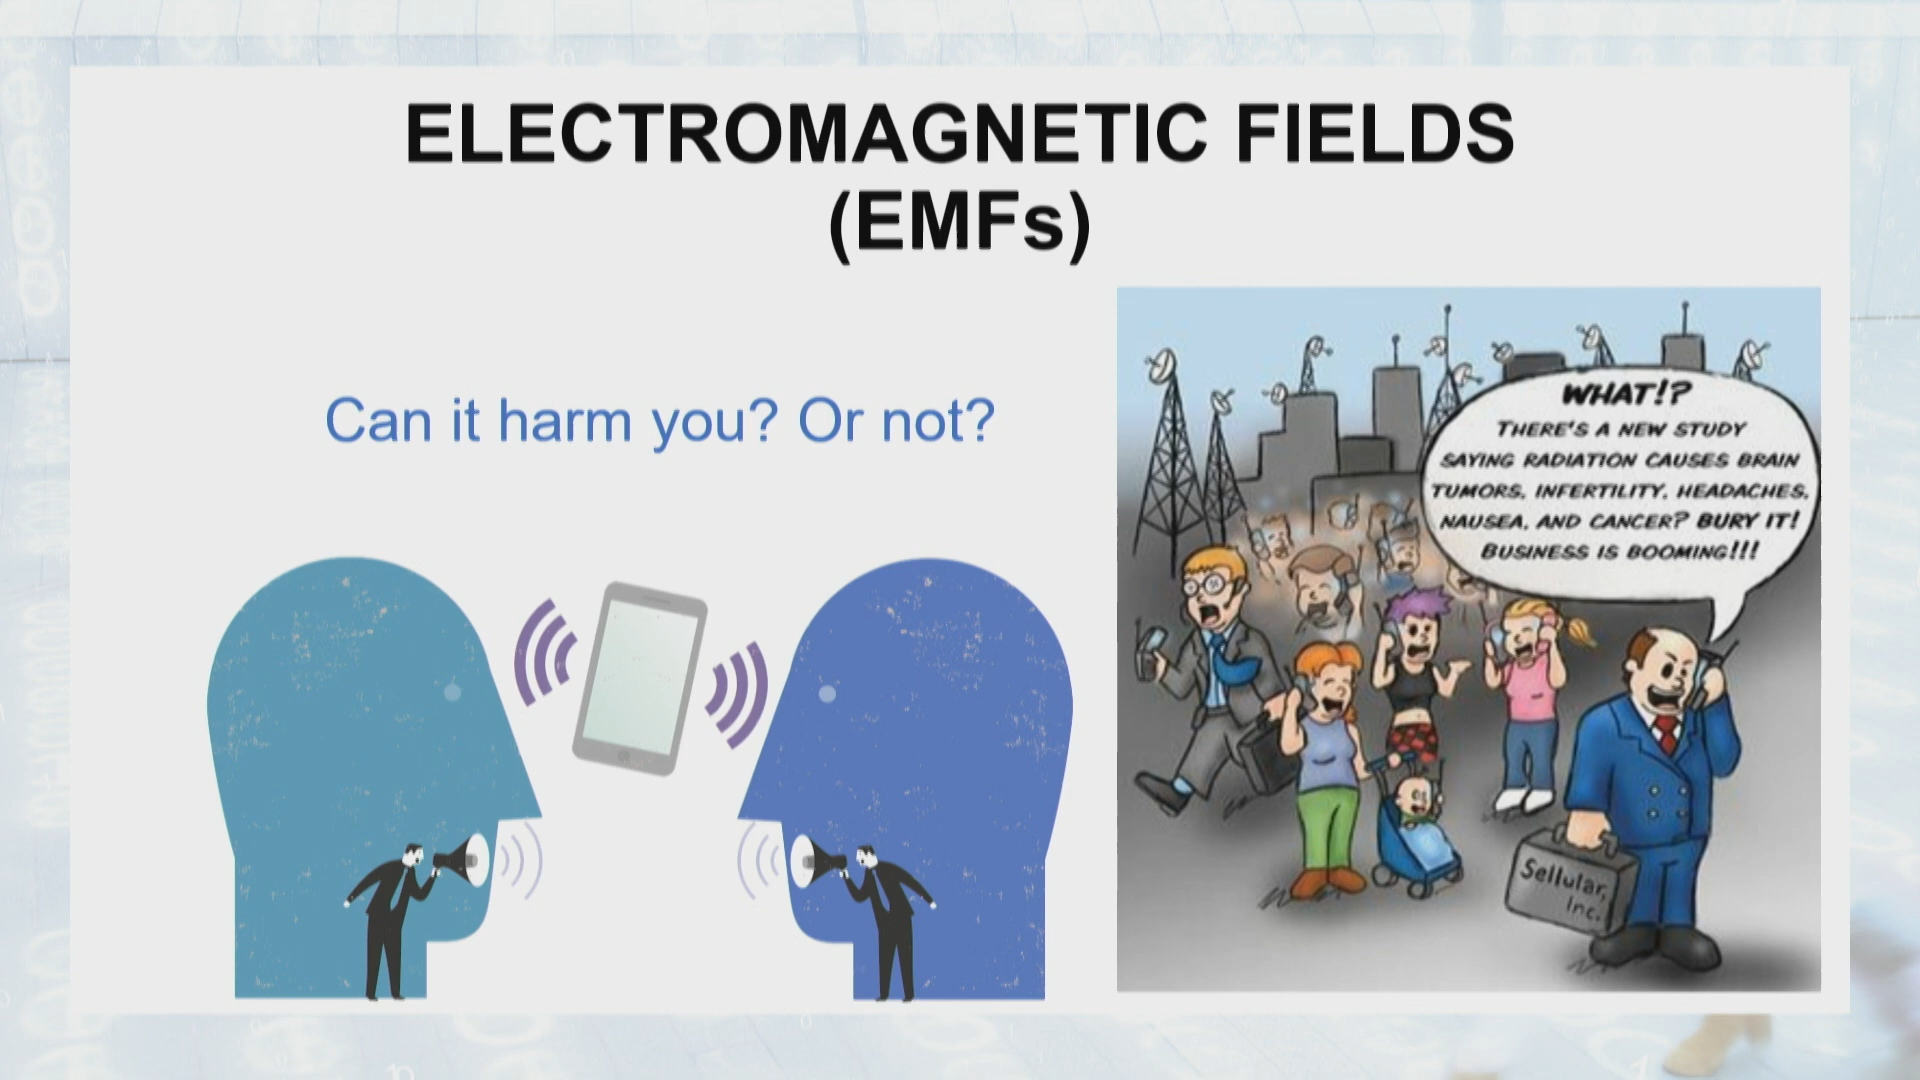 ELECTROMAGNETIC FIELDS
(EMFs)
Can it harm you? Or not?
WHAT!?
THERE'S A NEW STUDY
SAYING RADIATION CAUSES BRAIN
TUMORS, INFERTILITY, HEADACHES,
NAUSEA, AND CANCER? BURY IT!
BUSINESS IS BOOMING!!!
Sellular,
Inc.